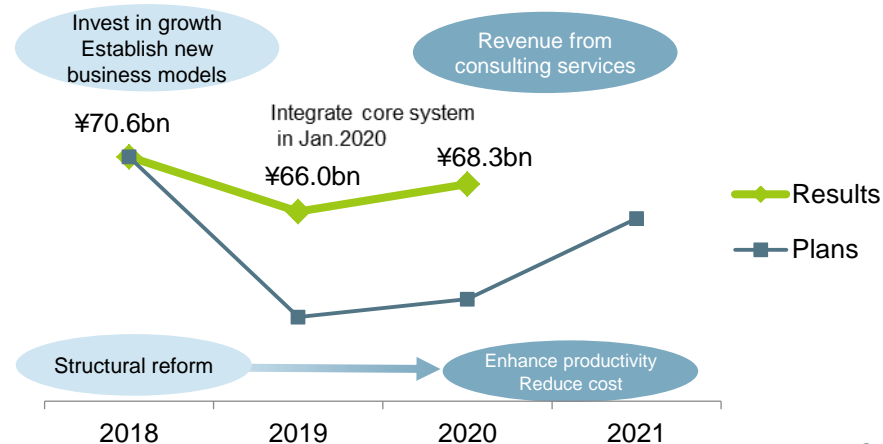 Invest in growth
Establish new
business models
Revenue from
consulting services
Integrate core system
in Jan.2020
¥70.6bn
¥66.0bn
¥68.3bn
Results
Plans
Structural reform
Enhance productivity
Reduce cost
2018
2019
2020
2021